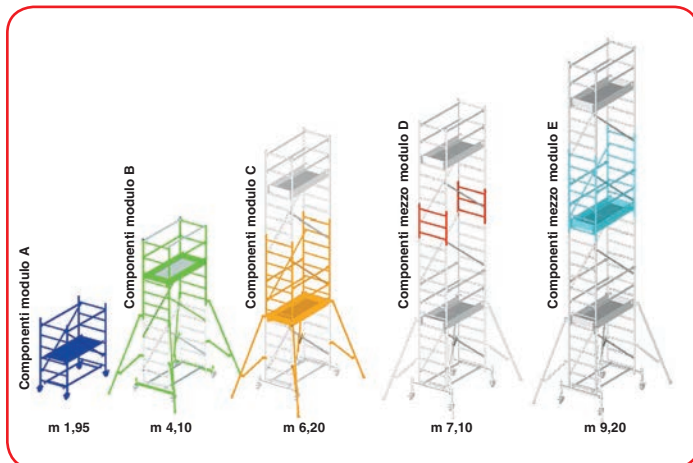 Componenti modulo A
Componenti modulo B
Componenti modulo C
Componenti mezzo modulo D
Componenti mezzo modulo E
m 1,95
m 4,10
m 6,20
m 7,10
m 9,20